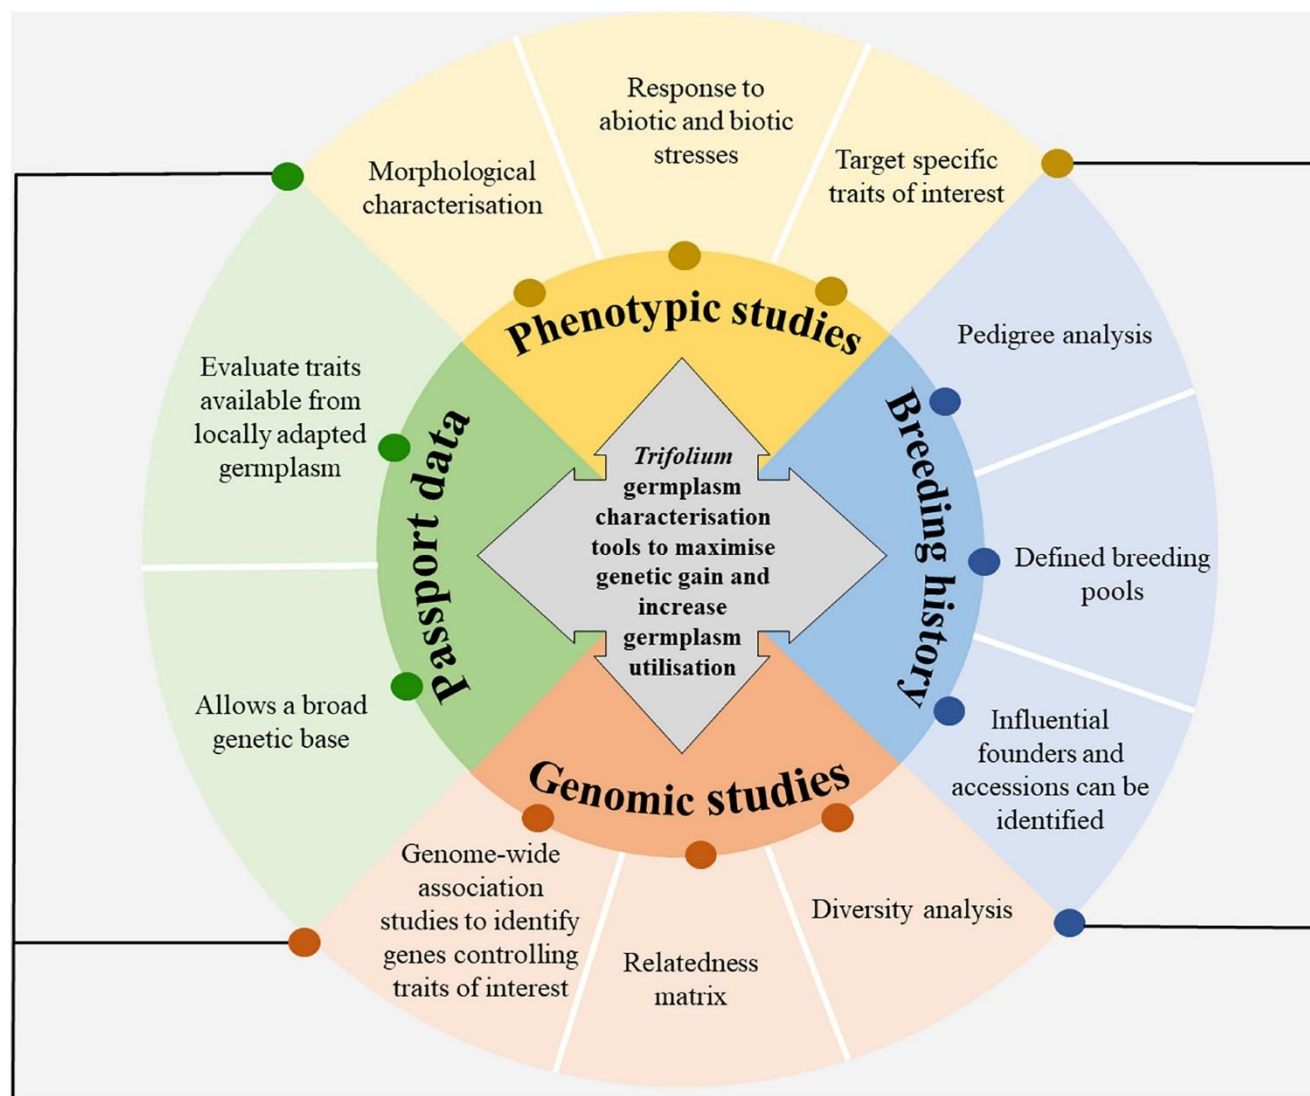 Response to
abiotic and biotic
stresses
Morphological
characterisation
Target specific
traits of interest
Phenotypic studies
Pedigree analysis
Breeding history
Defined breeding
pools
Influential
founders and
accessions can be
identified
Evaluate traits
available from
locally adapted
germplasm
Passport data
Allows a broad
genetic base
Trifolium
germplasm
characterisation
tools to maximise
genetic gain and
increase
germplasm
utilisation
Genomic studies
Genome-wide
association
studies to identify
genes controlling
traits of interest
Relatedness
matrix
Diversity analysis